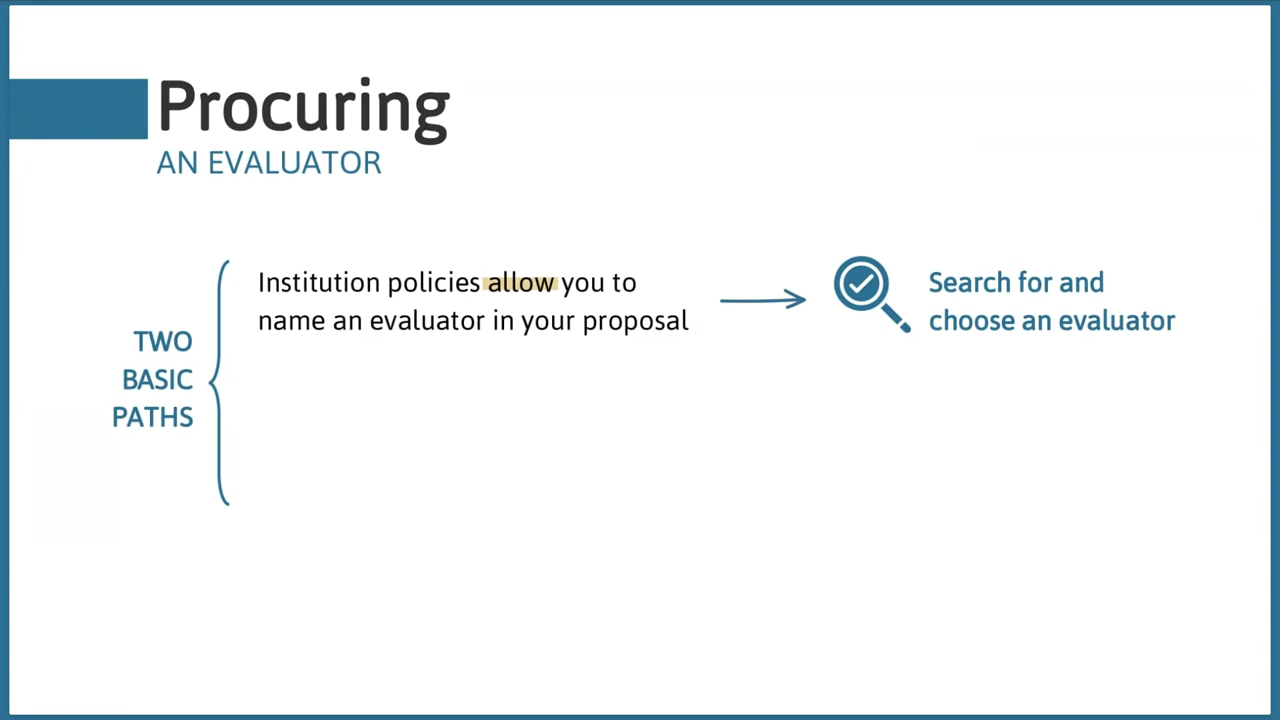 Procuring
AN EVALUATOR
TWO
BASIC
PATHS
Institution policies allow you to
name an evaluator in your proposal
Search for and
choose an evaluator